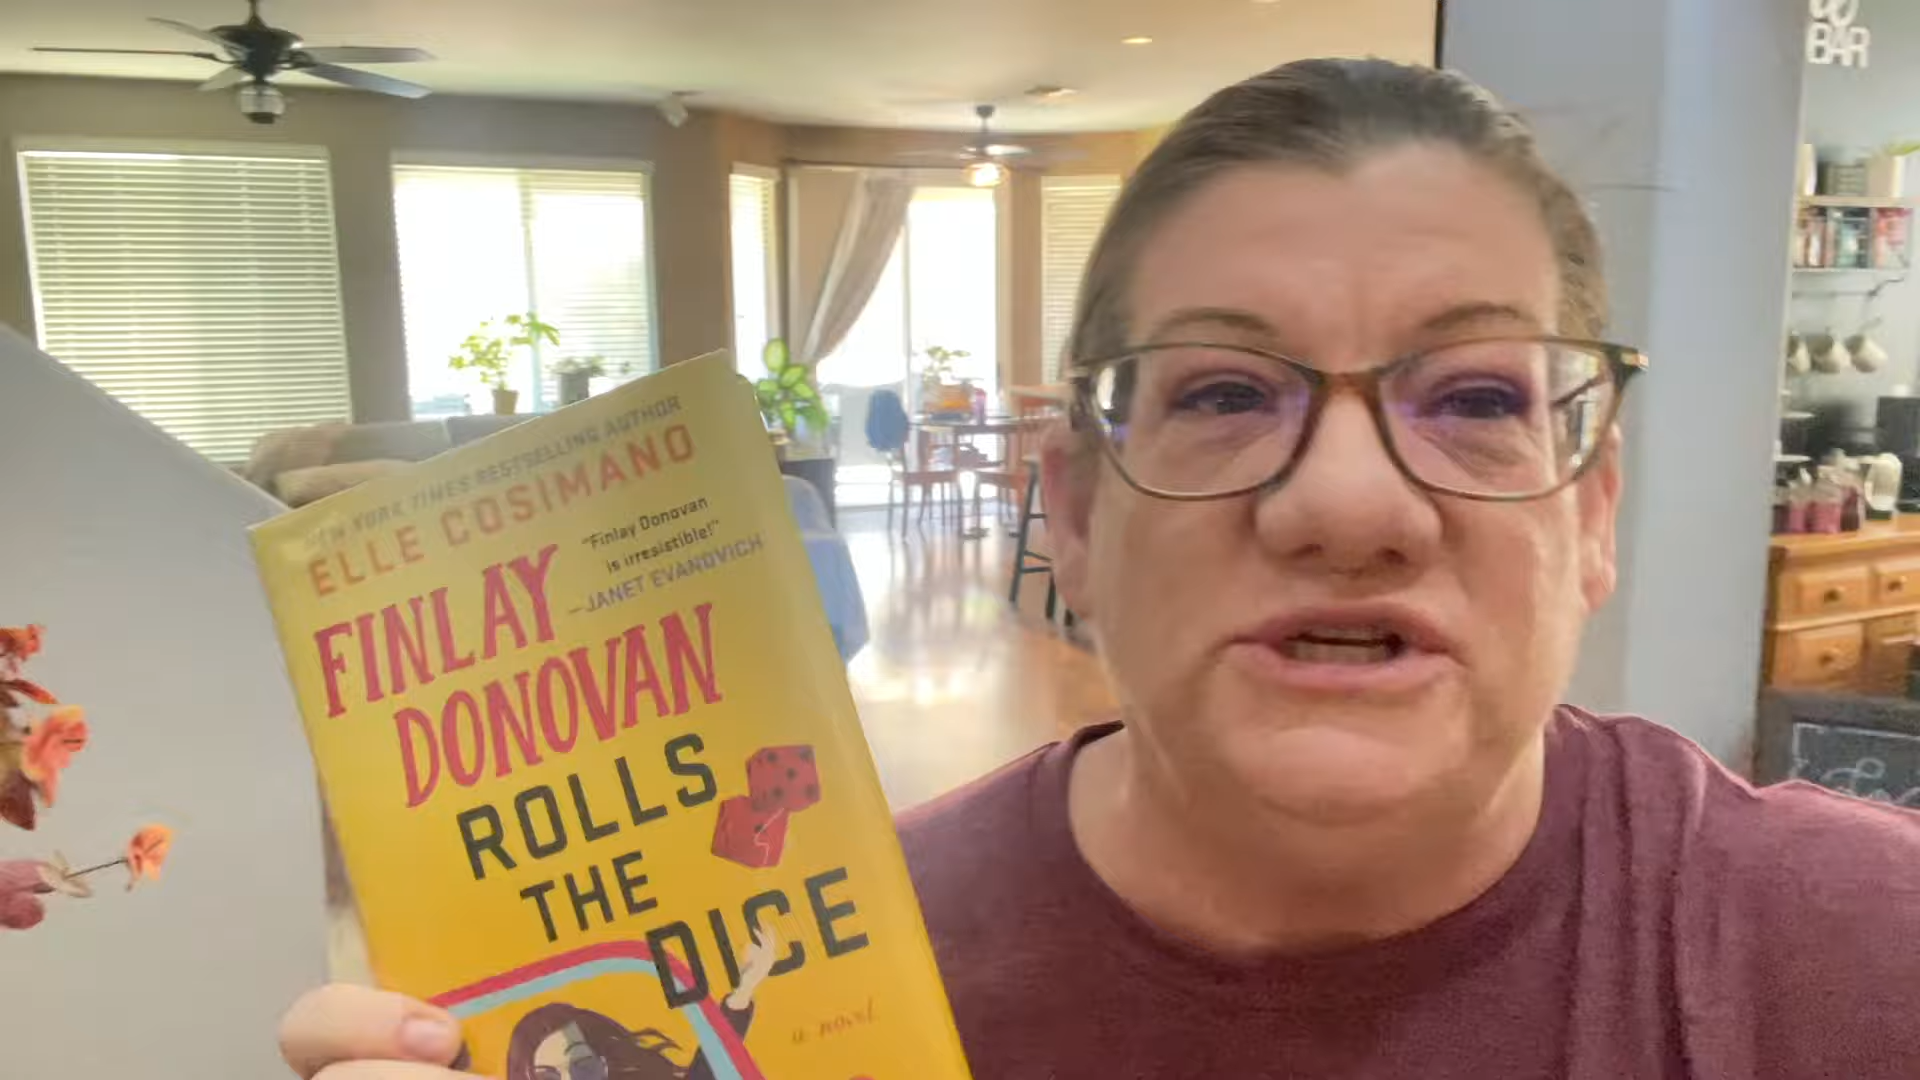 NEW YORK TIMES BESTSELLING AUTHOR
ELLE COSIMANO
"Finlay Donovan
is irresistible!"
—JANET EVANOVICH
FINLAY
DONOVAN
ROLLS
THE
DICE
a novel
BAR